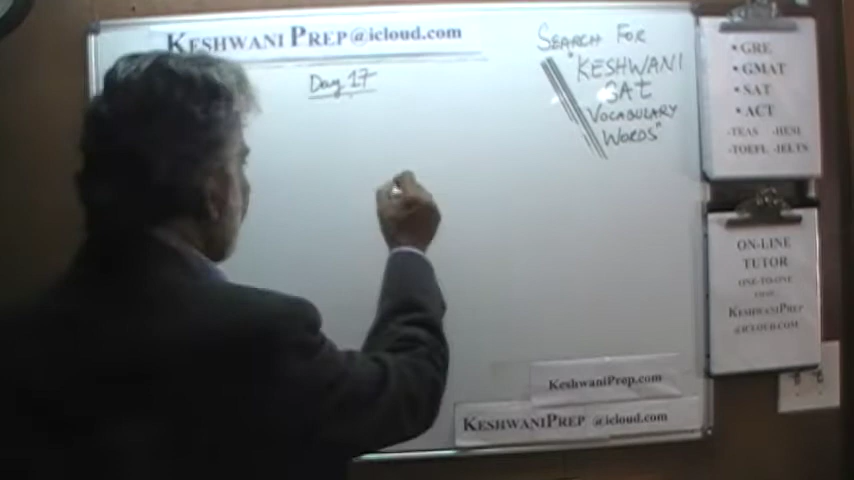 KESHWANI PREP@icloud.com
Day 17
SEARCH FOR
"KESHWANI
SAT
VOCABULARY
WORDS"
• GRE
• GMAT
• SAT
• ACT
-TEAS -HESI
-TOEFL -IELTS
ON-LINE
TUTOR
ONE-TO-ONE
KESHWANIPREP
@ICLOUD.COM
KeshwaniPrep.com
KESHWANIPREP @icloud.com